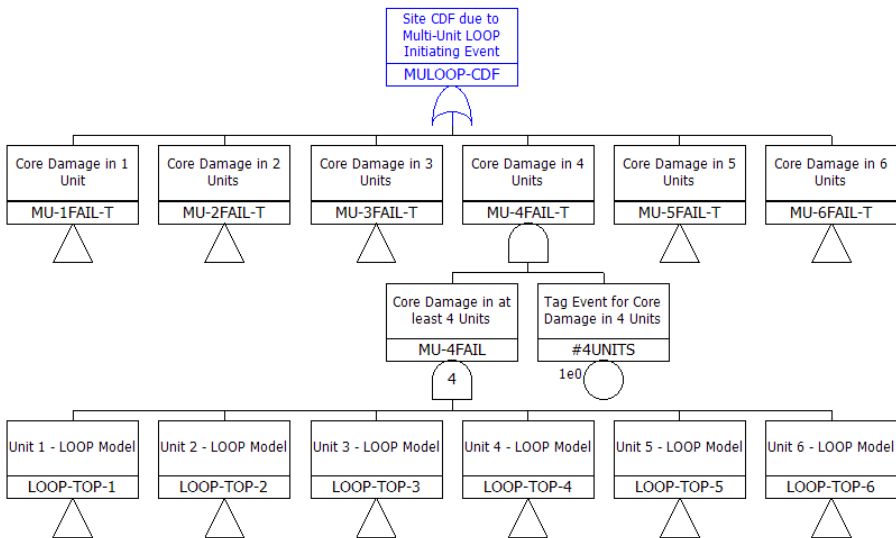 Site CDF due to
Multi-Unit LOOP
Initiating Event
MULOOP-CDF
Core Damage in 1
Unit
MU-1FAIL-T
Core Damage in 2
Units
MU-2FAIL-T
Core Damage in 3
Units
MU-3FAIL-T
Core Damage in 4
Units
MU-4FAIL-T
Core Damage in 5
Units
MU-5FAIL-T
Core Damage in 6
Units
MU-6FAIL-T
Core Damage in at
least 4 Units
MU-4FAIL
4
Tag Event for Core
Damage in 4 Units
#4UNITS
1e0
Unit 1 - LOOP Model
LOOP-TOP-1
Unit 2 - LOOP Model
LOOP-TOP-2
Unit 3 - LOOP Model
LOOP-TOP-3
Unit 4 - LOOP Model
LOOP-TOP-4
Unit 5 - LOOP Model
LOOP-TOP-5
Unit 6 - LOOP Model
LOOP-TOP-6